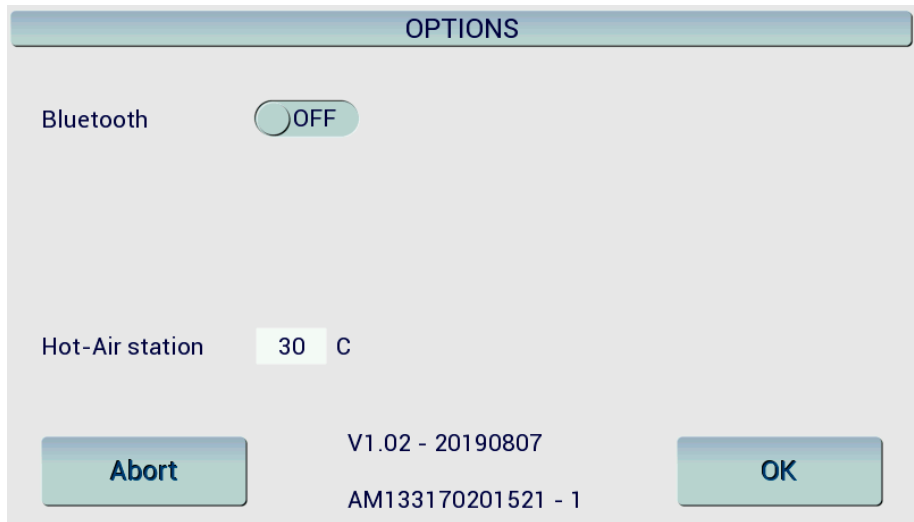 OPTIONS
Bluetooth OFF
Hot-Air station 30 C
V1.02 - 20190807
Abort OK
AM133170201521 - 1